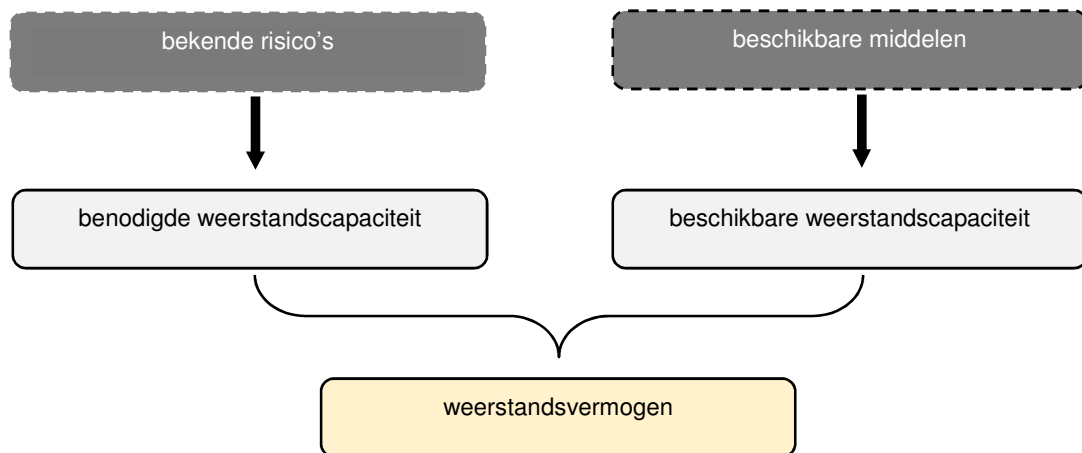 bekende risico’s
beschikbare middelen
benodigde weerstandscapaciteit
beschikbare weerstandscapaciteit
weerstandsvermogen